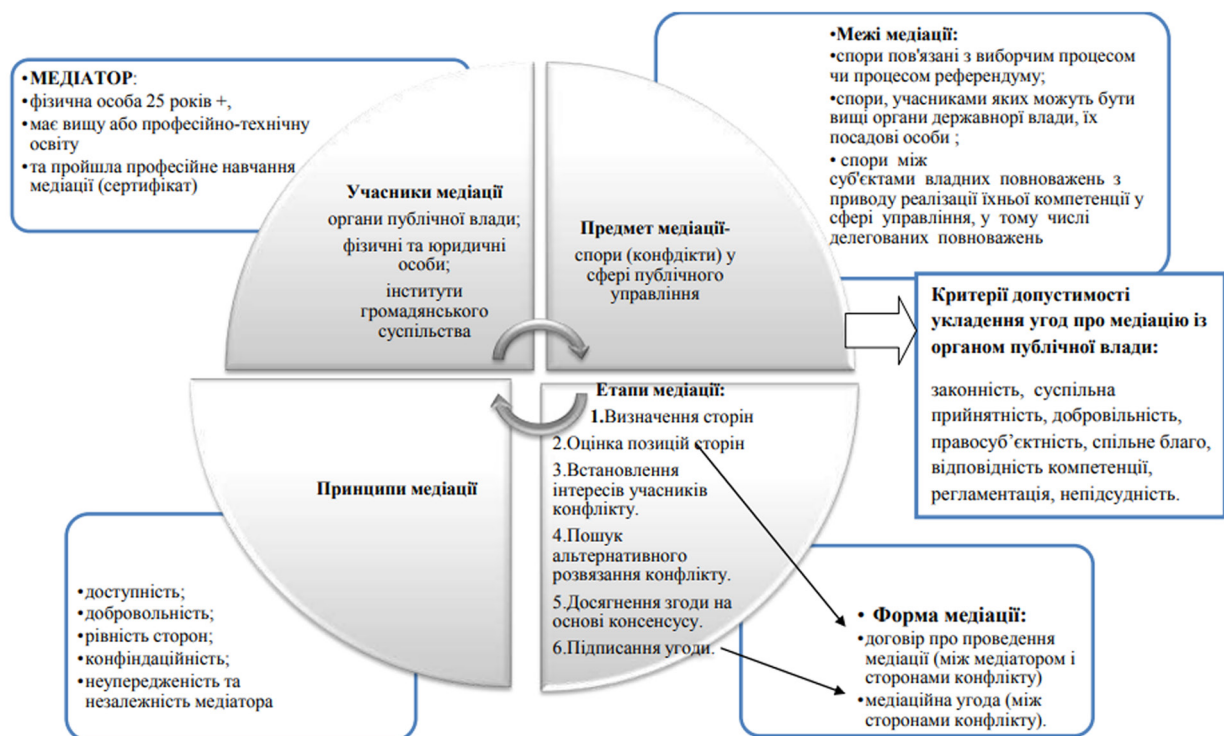 •МЕДІАТОР:
•фізична особа 25 років +,
•має вищу або професійно-технічну
освіту
•та пройшла професійне навчання
медіації (сертифікат)
Учасники медіації
органи публічної влади;
фізичні та юридичні
особи;
інститути
громадянського
суспільства
Предмет медіації-
спори (конфдікти) у
сфері публічного
управління
•Межі медіації:
•спори пов'язані з виборчим процесом
чи процесом референдуму;
•спори, учасниками яких можуть бути
вищі органи державнорї влади, їх
посадові особи ;
• спори між
суб'єктами владних повноважень з
приводу реалізації їхньої компетенції у
сфері управління, у тому числі
делегованих повноважень
Критерії допустимості
укладення угод про медіацію із
органом публічної влади:
законність, суспільна
прийнятність, добровільність,
правосуб’єктність, спільне благо,
відповідність компетенції,
регламентація, непідсудність.
Принципи медіації
•доступність;
•добровольність;
•рівність сторон;
•конфіндаційність;
•неупередженість та
незалежність медіатора
Етапи медіації:
1.Визначення сторін
2.Оцінка позицій сторін
3.Встановлення
інтересів учасників
конфлікту.
4.Пошук
альтернативного
розвязання конфлікту.
5.Досягнення згоди на
основі консенсусу.
6.Підписання угоди.
• Форма медіації:
•договір про проведення
медіації (між медіатором і
сторонами конфлікту)
•медіаційна угода (між
сторонами конфлікту).